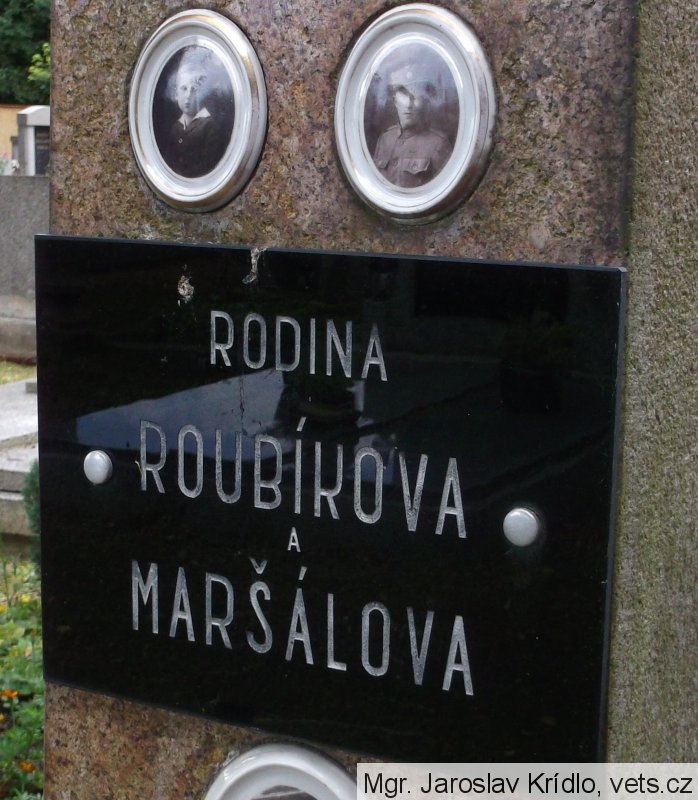 RODINA
ROUBÍKOVA
A
MARŠÁLOVA
Mgr. Jaroslav Krídlo, vets.cz